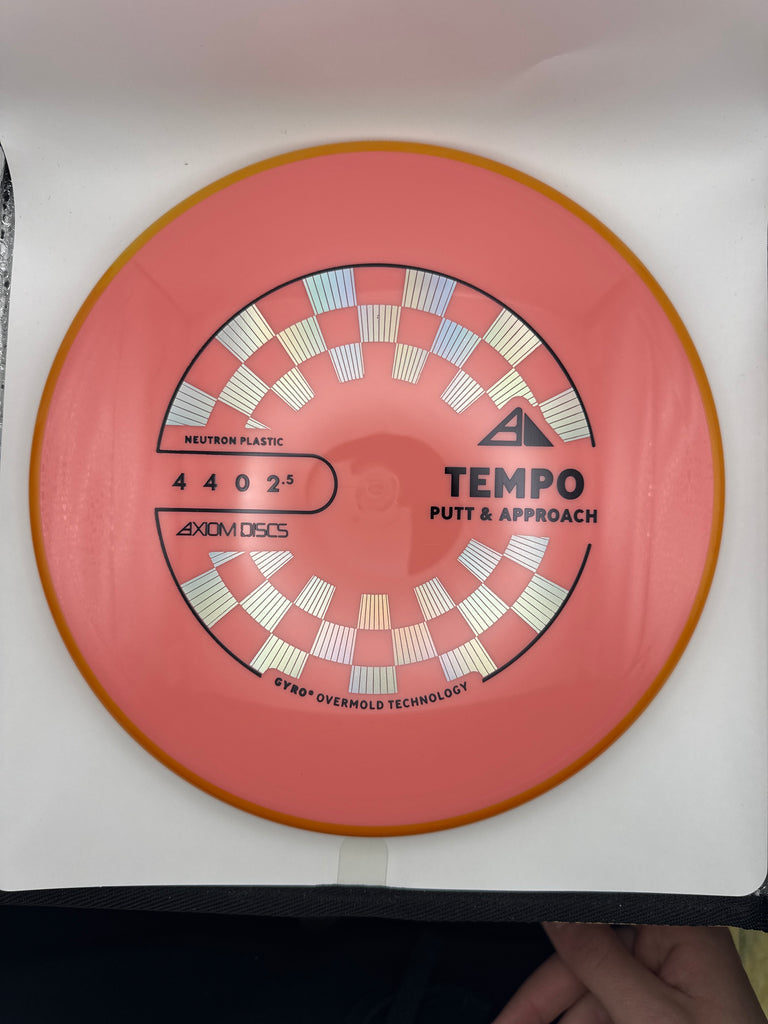 NEUTRON PLASTIC
4 4 0 2.5
AXIOM DISCS
TEMPO
PUTT & APPROACH
GYRO® OVERMOLD TECHNOLOGY